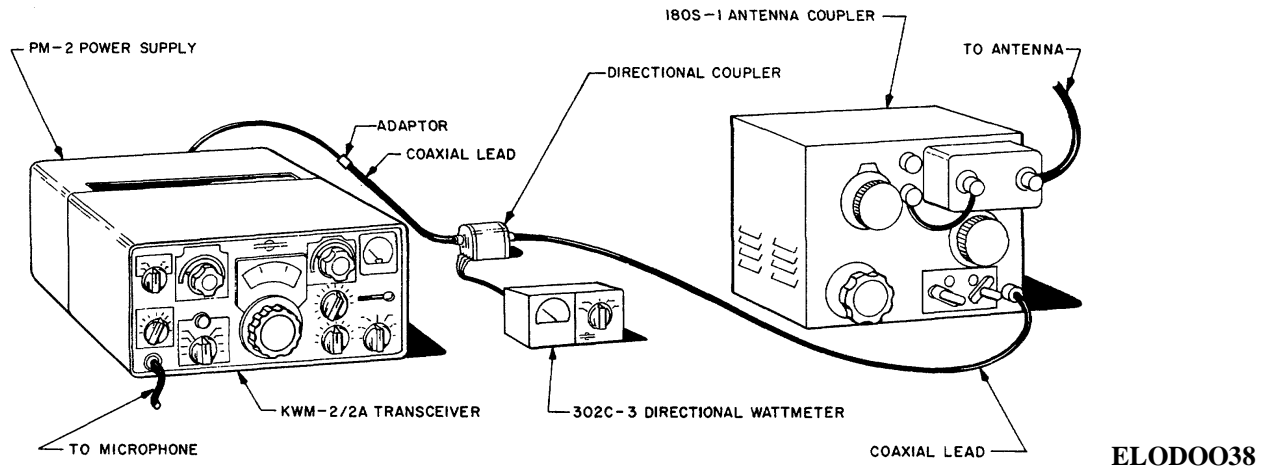 180S-1 ANTENNA COUPLER
PM-2 POWER SUPPLY
TO ANTENNA
DIRECTIONAL COUPLER
ADAPTOR
COAXIAL LEAD
KWM-2/2A TRANSCEIVER
302C-3 DIRECTIONAL WATTMETER
TO MICROPHONE
COAXIAL LEAD
ELODOO38